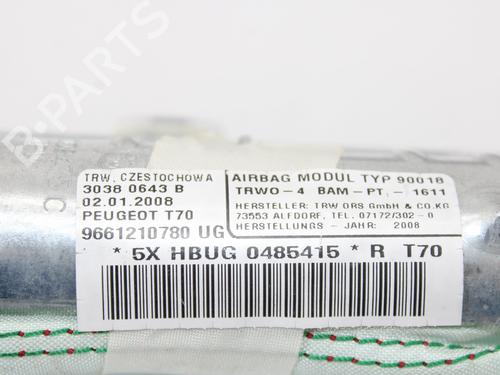 B-PARTS
TRW, CZESTOCHOWA
3038 0643 B
02.01.2008
PEUGEOT T70
9661210780 UG
AIRBAG MODUL TYP 90018
TRWO-4 BAM-PT, - 1611
HERSTELLER: TRW ORS GmbH & CO.KG
73553 ALFDORF, TEL. 07172/302-0
HERSTELLUNGS - JAHR: 2008
* 5X HBUG 0485415 * R T70